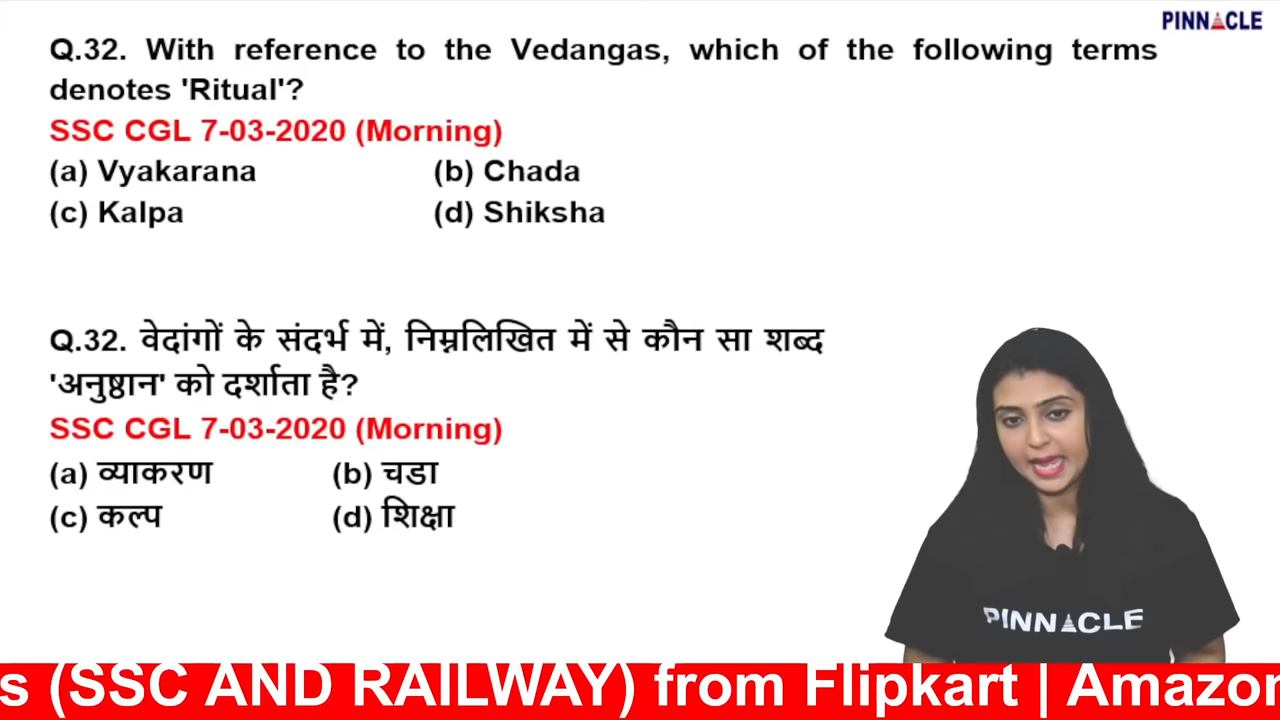 PINNACLE
Q.32. With reference to the Vedangas, which of the following terms
denotes 'Ritual'?
SSC CGL 7-03-2020 (Morning)
(a) Vyakarana (b) Chada
(c) Kalpa (d) Shiksha
Q.32. वेदांगों के संदर्भ में, निम्नलिखित में से कौन सा शब्द
'अनुष्ठान' को दर्शाता है?
SSC CGL 7-03-2020 (Morning)
(a) व्याकरण (b) चडा
(c) कल्प (d) शिक्षा
PINNACLE
s (SSC AND RAILWAY) from Flipkart | Amazon